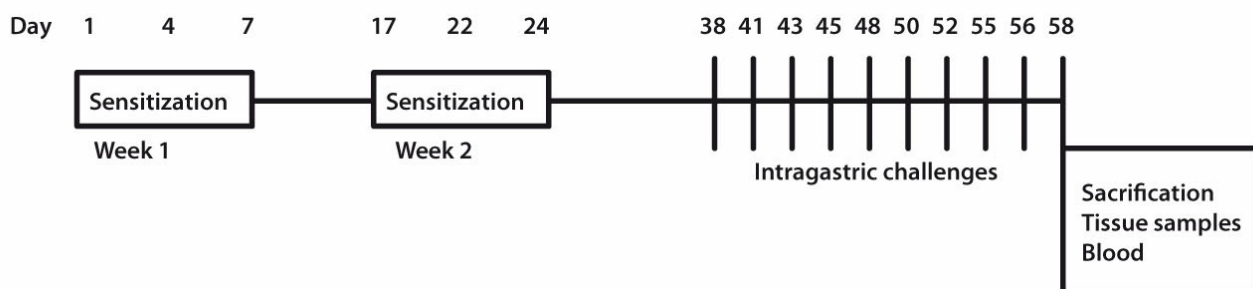 Day 1 4 7 17 22 24 38 41 43 45 48 50 52 55 56 58
Sensitization Sensitization
Week 1 Week 2
Intragastric challenges
Sacrification
Tissue samples
Blood